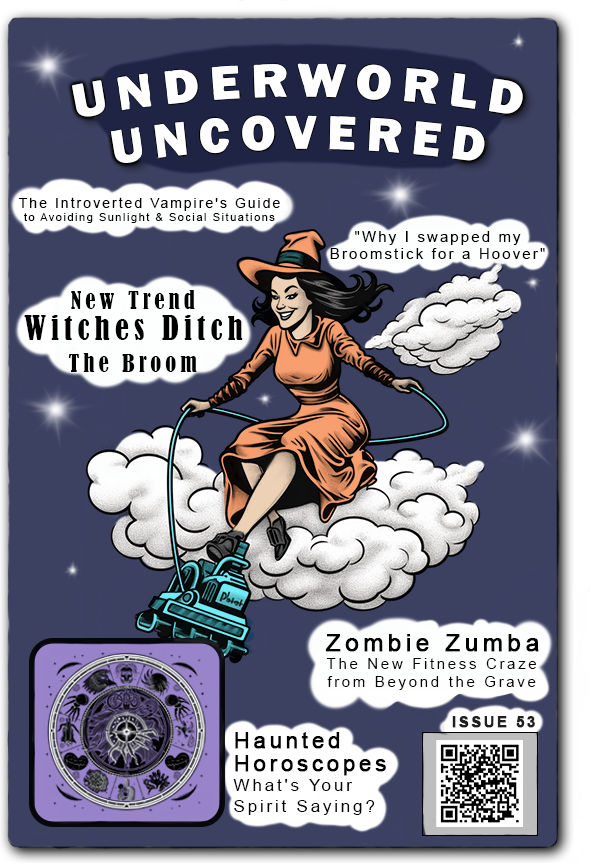 UNDERWORLD
UNCOVERED
The Introverted Vampire's Guide
to Avoiding Sunlight & Social Situations
"Why I swapped my
Broomstick for a Hoover"
New Trend
Witches Ditch
The Broom
Zombie Zumba
The New Fitness Craze
from Beyond the Grave
ISSUE 53
Haunted
Horoscopes
What's Your
Spirit Saying?